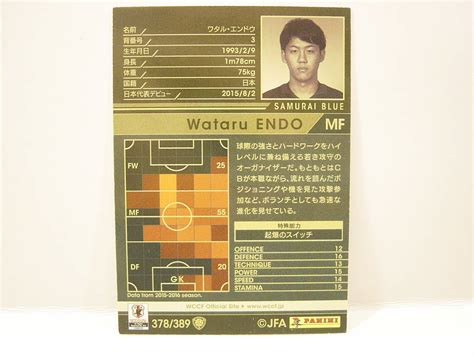 名前 ワタル・エンドウ
背番号 3
生年月日 1993/2/9
身長 1m78cm
体重 75kg
国籍 日本
日本代表デビュー 2015/8/2
SAMURAI BLUE
Wataru ENDO MF
FW 20
MF 55
DF 25
GK
Data from 2015-2016 season.
球際の強さとハードワークをハイ
レベルに兼ね備える若き攻守の
オーガナイザーだ。もともとはC
Bが本職ながら、流れを読んだポ
ジショニングや機を見た攻撃参
加など、ボランチとしても急速な
進化を見せている。
特殊能力
起爆のスイッチ
OFFENCE 12
DEFENCE 16
TECHNIQUE 13
POWER 15
SPEED 14
STAMINA 15
WCCF Official Site www.wccf.jp
378/389
©JFA PANINI